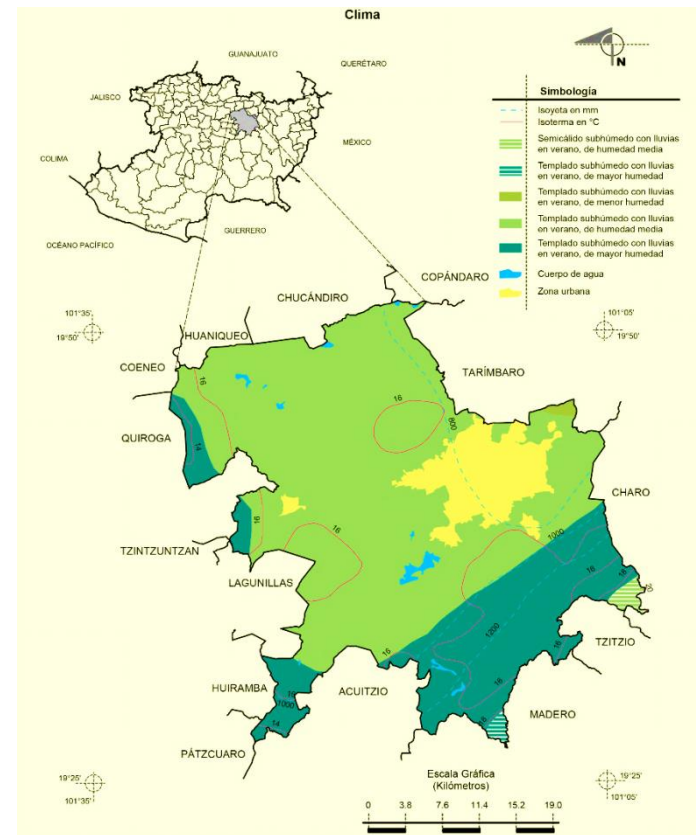 Clima
GUANAJUATO
QUERÉTARO
JALISCO
MÉXICO
COLIMA
GUERRERO
OCÉANO PACÍFICO
N
Simbología
Isoyeta en mm
Isoterma en °C
Semicálido subhúmedo con lluvias
en verano, de humedad media
Templado subhúmedo con lluvias
en verano, de mayor humedad
Templado subhúmedo con lluvias
en verano, de menor humedad
Templado subhúmedo con lluvias
en verano, de humedad media
Templado subhúmedo con lluvias
en verano, de mayor humedad
Cuerpo de agua
Zona urbana
COPÁNDARO
CHUCÁNDIRO
101°35'
19°50'
101°05'
19°50'
HUANIQUEO
COENEO
TARÍMBARO
16
16
800
QUIROGA
14
CHARO
16
16
1000
TZINTZUNTZAN
LAGUNILLAS
16
16
20
1200
TZITZIO
16
16
HUIRAMBA
16
1000
ACUITZIO
16
14
16
MADERO
PÁTZCUARO
19°25'
101°35'
19°25'
101°05'
Escala Gráfica
(Kilómetros)
0 3.8 7.6 11.4 15.2 19.0